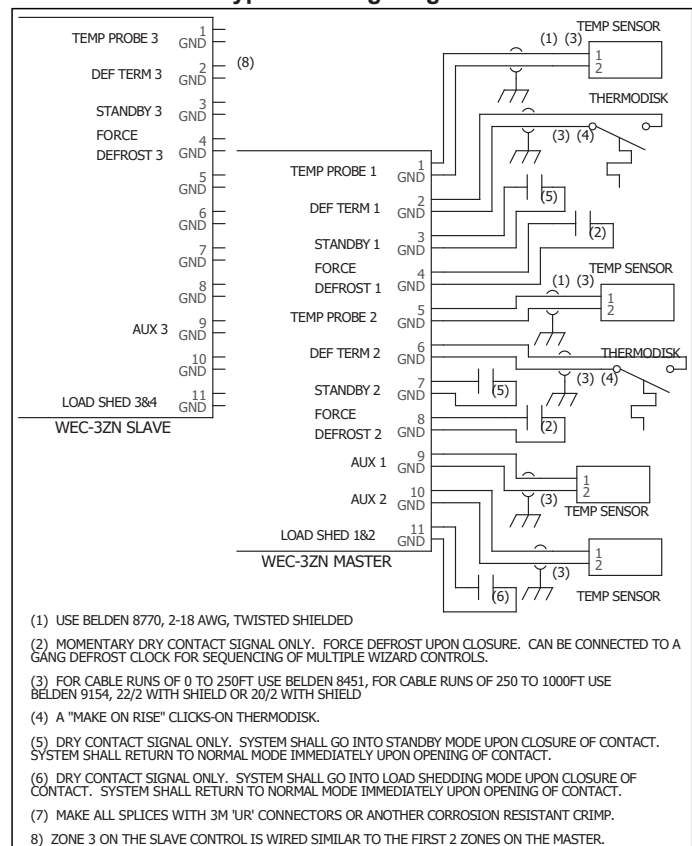 TEMP PROBE 3
1
GND
DEF TERM 3
2
GND
(8)
STANDBY 3
3
GND
FORCE
DEFROST 3
4
GND
5
GND
6
GND
7
GND
8
GND
AUX 3
9
GND
10
GND
LOAD SHED 3&4
11
GND
WEC-3ZN SLAVE
TEMP PROBE 1
1
GND
DEF TERM 1
2
GND
STANDBY 1
3
GND
FORCE
DEFROST 1
4
GND
TEMP PROBE 2
5
GND
DEF TERM 2
6
GND
STANDBY 2
7
GND
FORCE
DEFROST 2
8
GND
AUX 1
9
GND
AUX 2
10
GND
LOAD SHED 1&2
11
GND
WEC-3ZN MASTER
TEMP SENSOR
(1) (3)
1
2
THERMODISK
(3) (4)
(5)
(2)
TEMP SENSOR
(1) (3)
1
2
THERMODISK
(3) (4)
(5)
(2)
1
2
(3)
TEMP SENSOR
1
2
(3)
(6)
TEMP SENSOR
(1) USE BELDEN 8770, 2-18 AWG, TWISTED SHIELDED
(2) MOMENTARY DRY CONTACT SIGNAL ONLY. FORCE DEFROST UPON CLOSURE. CAN BE CONNECTED TO A
GANG DEFROST CLOCK FOR SEQUENCING OF MULTIPLE WIZARD CONTROLS.
(3) FOR CABLE RUNS OF 0 TO 250FT USE BELDEN 8451, FOR CABLE RUNS OF 250 TO 1000FT USE
BELDEN 9154, 22/2 WITH SHIELD OR 20/2 WITH SHIELD
(4) A "MAKE ON RISE" CLICKS-ON THERMODISK.
(5) DRY CONTACT SIGNAL ONLY. SYSTEM SHALL GO INTO STANDBY MODE UPON CLOSURE OF CONTACT.
SYSTEM SHALL RETURN TO NORMAL MODE IMMEDIATELY UPON OPENING OF CONTACT.
(6) DRY CONTACT SIGNAL ONLY. SYSTEM SHALL GO INTO LOAD SHEDDING MODE UPON CLOSURE OF
CONTACT. SYSTEM SHALL RETURN TO NORMAL MODE IMMEDIATELY UPON OPENING OF CONTACT.
(7) MAKE ALL SPLICES WITH 3M 'UR' CONNECTORS OR ANOTHER CORROSION RESISTANT CRIMP.
8) ZONE 3 ON THE SLAVE CONTROL IS WIRED SIMILAR TO THE FIRST 2 ZONES ON THE MASTER.